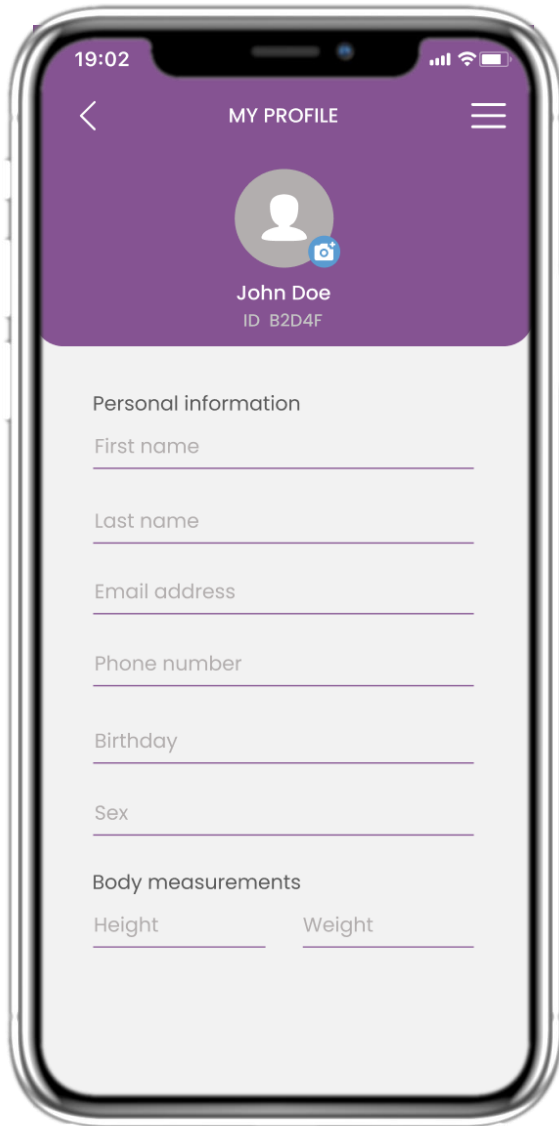 19:02
MY PROFILE
John Doe
ID B2D4F
Personal information
First name
Last name
Email address
Phone number
Birthday
Sex
Body measurements
Height Weight